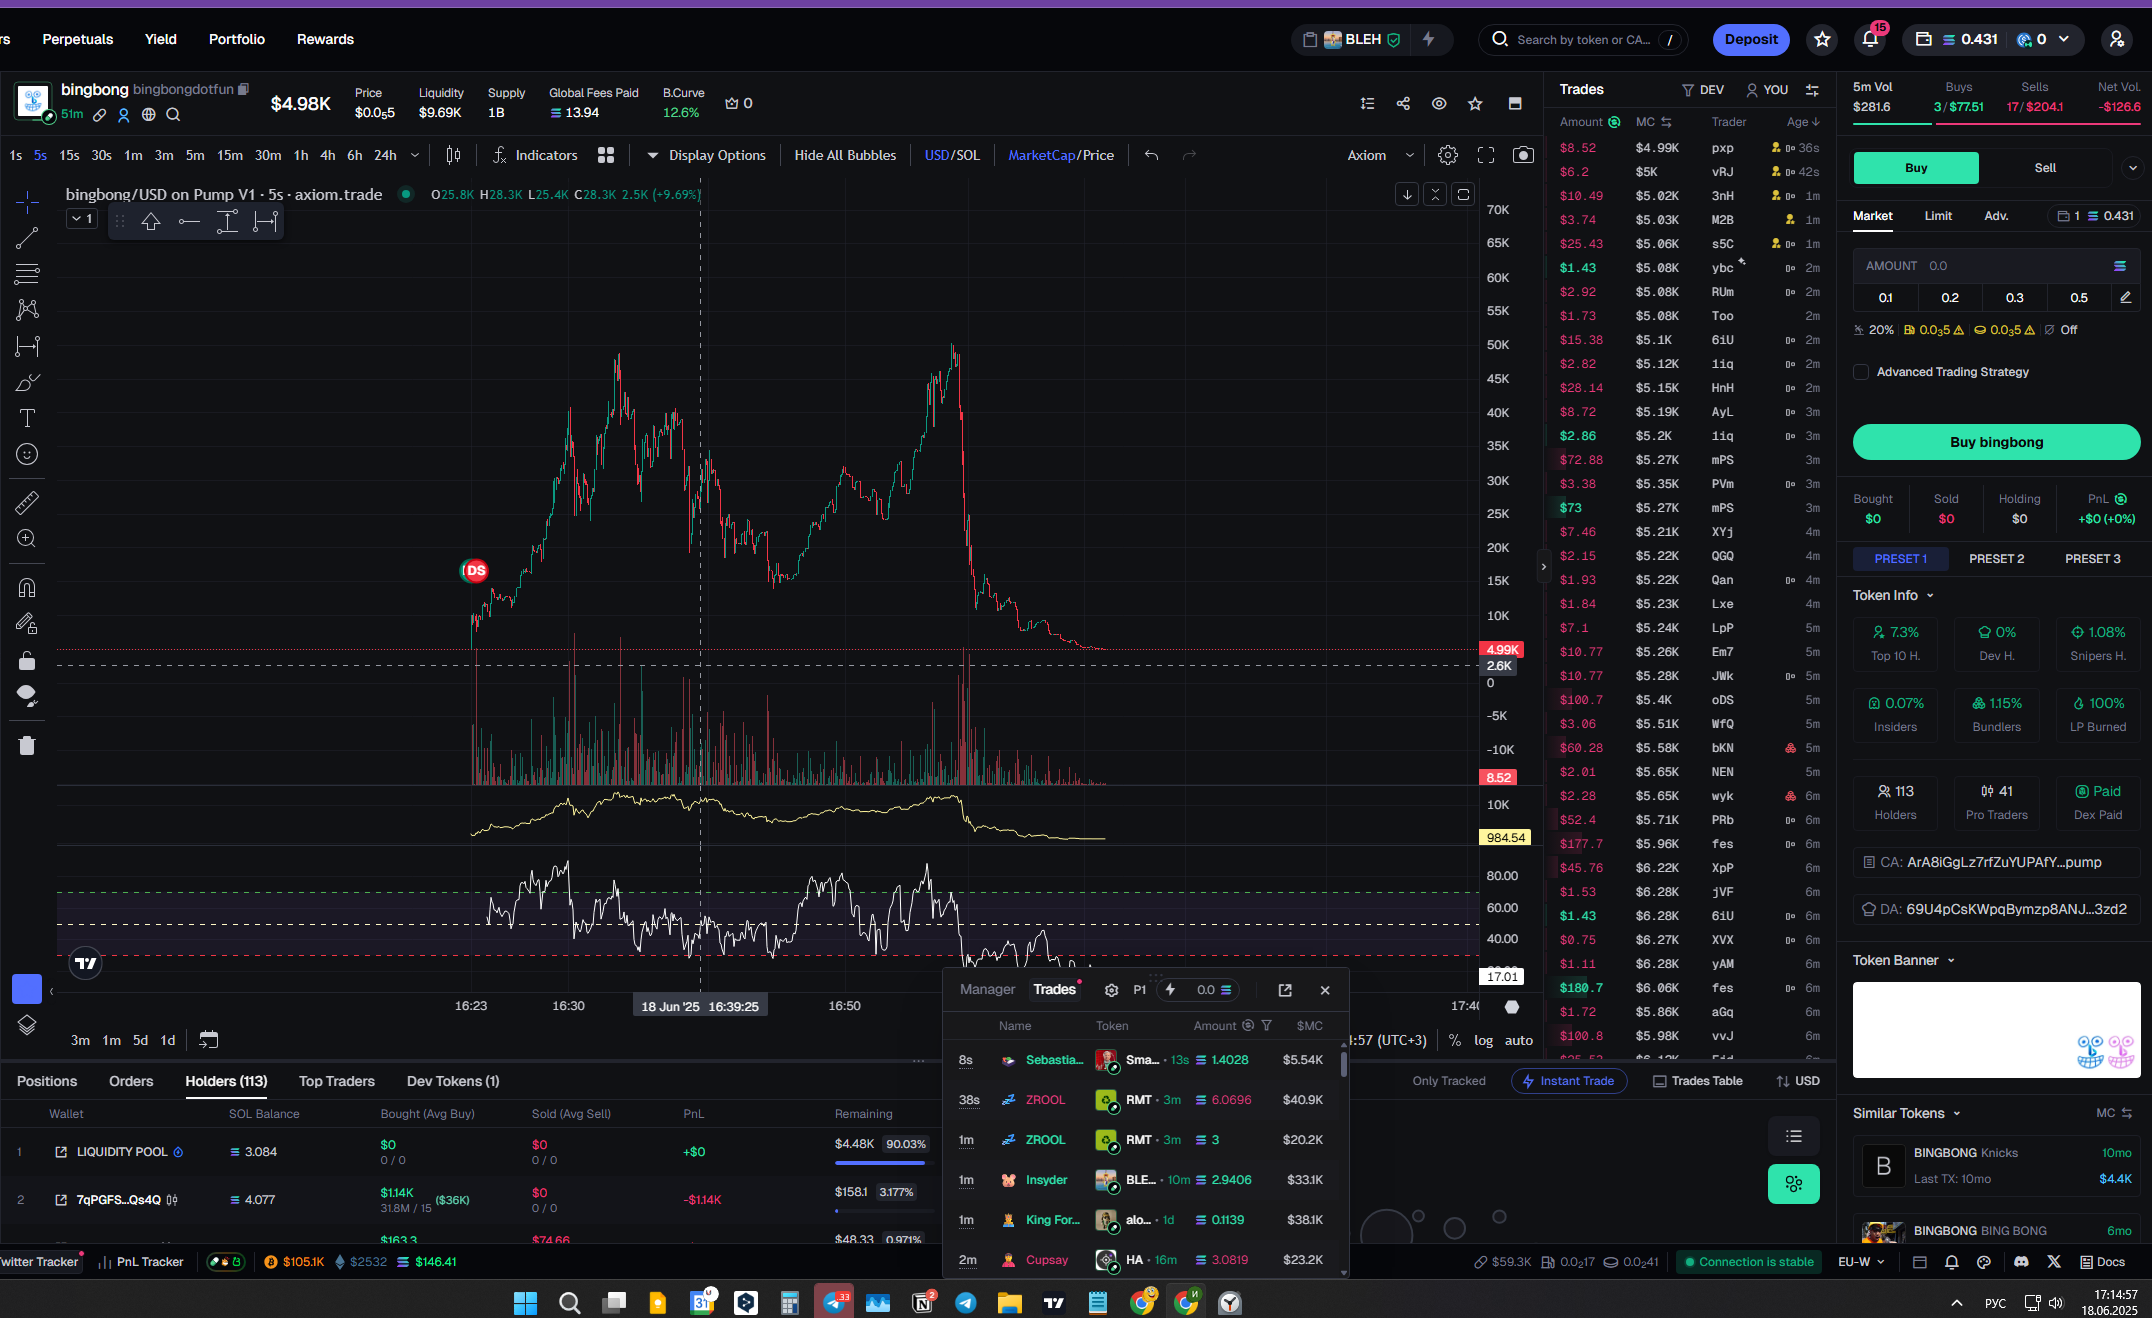 rs Perpetuals Yield Portfolio Rewards BLEH Search by token or CA... / Deposit 15 0.431 0
bingbong bingbongdotfun
51m
$4.98K
Price Liquidity Supply Global Fees Paid B.Curve
$0.0₅5 $9.69K 1B 13.94 12.6% 0
1s 5s 15s 30s 1m 3m 5m 15m 30m 1h 4h 6h 24h Indicators Display Options Hide All Bubbles USD/SOL MarketCap/Price Axiom
bingbong/USD on Pump V1 · 5s · axiom.trade O25.8K H28.3K L25.4K C28.3K 2.5K (+9.69%)
1
70K
65K
60K
55K
50K
45K
40K
35K
30K
25K
20K
15K
10K
4.99K
2.6K
0
-5K
-10K
8.52
10K
984.54
80.00
60.00
40.00
17.01
DS
16:23 16:30 18 Jun '25 16:39:25 16:50 17:40
3m 1m 5d 1d :57 (UTC+3) % log auto
Trades DEV YOU
Amount MC Trader Age
$8.52 $4.99K pxp 36s
$6.2 $5K vRJ 42s
$10.49 $5.02K 3nH 1m
$3.74 $5.03K M2B 1m
$25.43 $5.06K s5C 1m
$1.43 $5.08K ybc 2m
$2.92 $5.08K RUm 2m
$1.73 $5.08K Too 2m
$15.38 $5.1K 6iU 2m
$2.82 $5.12K 1iq 2m
$28.14 $5.15K HnH 2m
$8.72 $5.19K AyL 3m
$2.86 $5.2K 1iq 3m
$72.88 $5.27K mPS 3m
$3.38 $5.35K PVm 3m
$73 $5.27K mPS 3m
$7.46 $5.21K XYj 4m
$2.15 $5.22K QGQ 4m
$1.93 $5.22K Qan 4m
$1.84 $5.23K Lxe 4m
$7.1 $5.24K LpP 5m
$10.77 $5.26K Em7 5m
$10.77 $5.28K JWk 5m
$100.7 $5.4K oDS 5m
$3.06 $5.51K WfQ 5m
$60.28 $5.58K bKN 5m
$2.01 $5.65K NEN 5m
$2.28 $5.65K wyk 6m
$52.4 $5.71K PRb 6m
$177.7 $5.96K fes 6m
$45.76 $6.22K XpP 6m
$1.53 $6.28K jVF 6m
$1.43 $6.28K 6iU 6m
$0.75 $6.27K XVX 6m
$1.11 $6.28K yAM 6m
$180.7 $6.06K fes 6m
$1.72 $5.86K aGq 6m
$100.8 $5.98K vvJ 6m
5m Vol Buys Sells Net Vol.
$281.6 3 / $77.51 17 / $204.1 -$126.6
Buy Sell
Market Limit Adv. 1 0.431
AMOUNT 0.0
0.1 0.2 0.3 0.5
20% 0.0₃5 0.0₃5 Off
Advanced Trading Strategy
Buy bingbong
Bought Sold Holding PnL
$0 $0 $0 +$0 (+0%)
PRESET 1 PRESET 2 PRESET 3
Token Info
7.3% 0% 1.08%
Top 10 H. Dev H. Snipers H.
0.07% 1.15% 100%
Insiders Bundlers LP Burned
113 41 Paid
Holders Pro Traders Dex Paid
CA: ArA8iGgLz7rfZuYUPAfY...pump
DA: 69U4pCsKWpqBymzp8ANJ...3zd2
Token Banner
Similar Tokens MC
B
BINGBONG Knicks 10mo
Last TX: 10mo $4.4K
BINGBONG BING BONG 6mo
Positions Orders Holders (113) Top Traders Dev Tokens (1) Only Tracked Instant Trade Trades Table USD
Wallet SOL Balance Bought (Avg Buy) Sold (Avg Sell) PnL Remaining
1 LIQUIDITY POOL 3.084 $0 $0 +$0 $4.48K 90.03%
0 / 0 0 / 0
2 7qPGFS...Qs4Q 4.077 $1.14K ($36K) $0 -$1.14K $158.1 3.177%
31.8M / 15 0 / 0
$163.3 $74.66 $48.33 0.971%
Manager Trades P1 0.0
Name Token Amount $MC
8s Sebastia... Sma... · 13s 1.4028 $5.54K
38s ZROOL RMT · 3m 6.0696 $40.9K
1m ZROOL RMT · 3m 3 $20.2K
1m Insyder BLE... · 10m 2.9406 $33.1K
1m King For... alo... · 1d 0.1139 $38.1K
2m Cupsay HA · 16m 3.0819 $23.2K
witter Tracker PnL Tracker $105.1K $2532 $146.41 $59.3K 0.0₂17 0.0₂41 Connection is stable EU-W Docs
33 2 РУС 17:14:57
18.06.2025